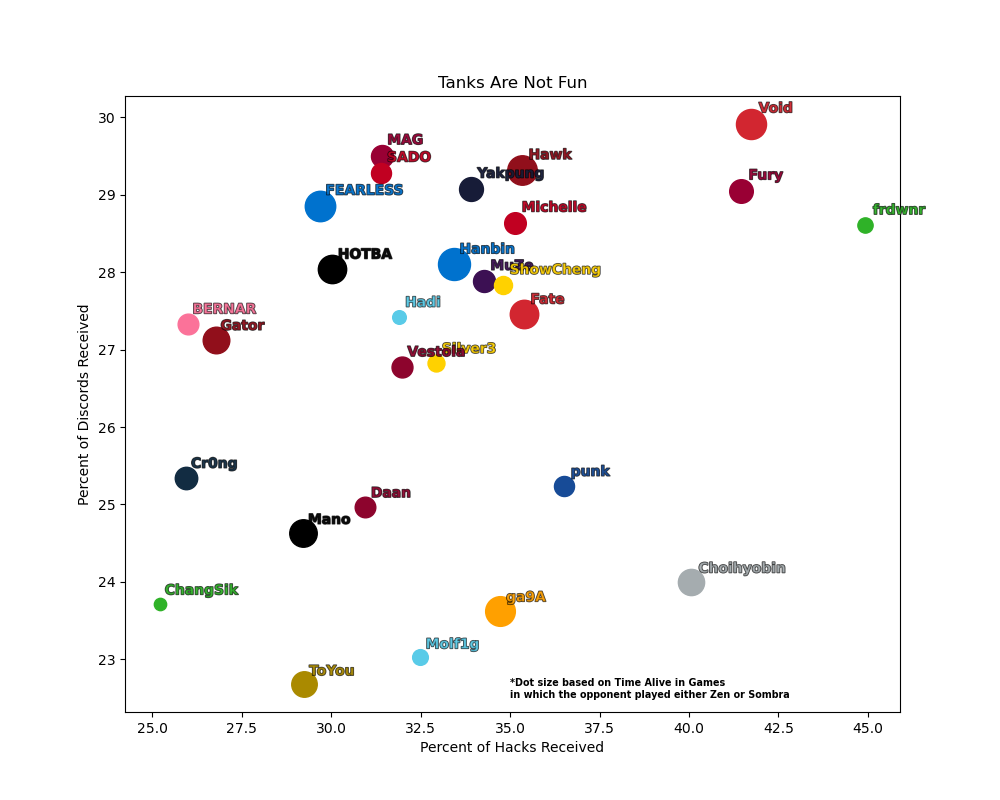 Tanks Are Not Fun
Void
MAG
SADO
Hawk
Yakpung
Fury
FEARLESS
Michelle
frdwnr
HOTBA
Hanbin
MuZe
ShowCheng
Hadi
Fate
BERNAR
Gator
Silver3
Vestola
Cr0ng
punk
Daan
Mano
Choihyobin
ChangSik
ga9A
Molf1g
ToYou
*Dot size based on Time Alive in Games
in which the opponent played either Zen or Sombra
30
29
28
27
26
25
24
23
Percent of Discords Received
25.0 27.5 30.0 32.5 35.0 37.5 40.0 42.5 45.0
Percent of Hacks Received